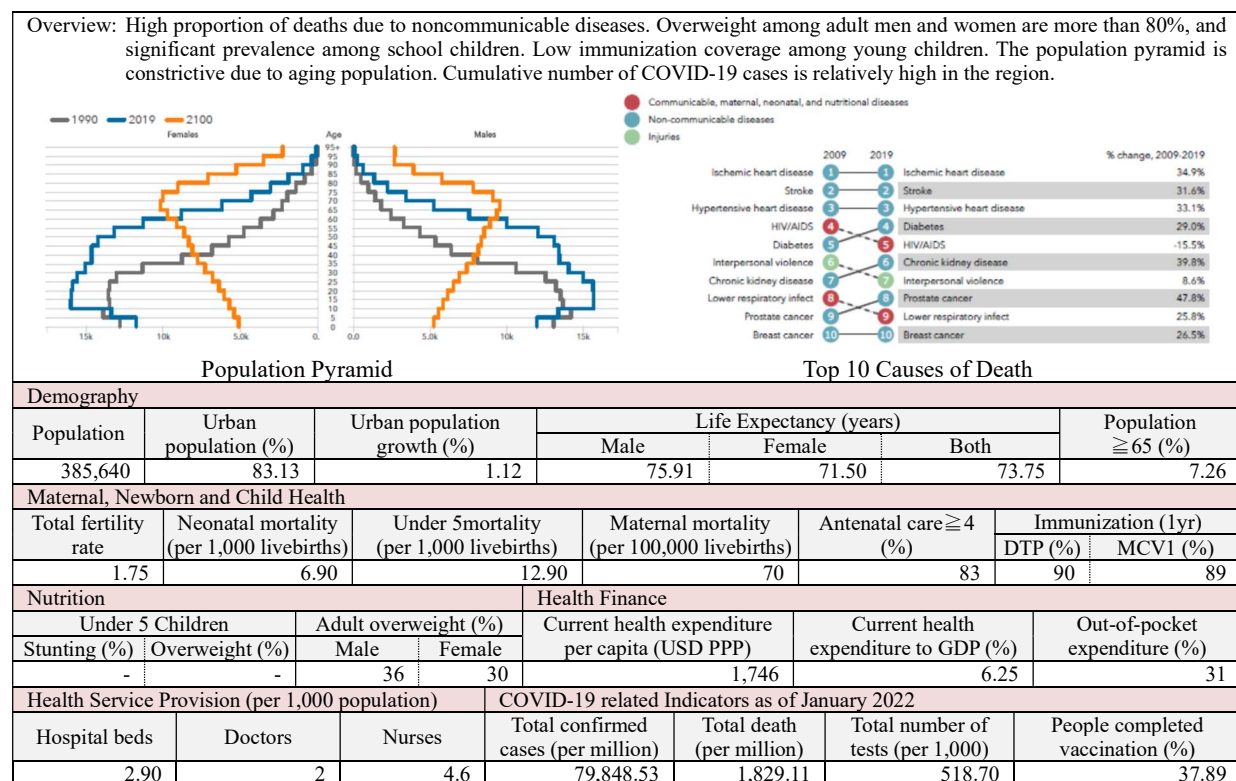 Overview: High proportion of deaths due to noncommunicable diseases. Overweight among adult men and women are more than 80%, and
significant prevalence among school children. Low immunization coverage among young children. The population pyramid is
constrictive due to aging population. Cumulative number of COVID-19 cases is relatively high in the region.
1990 2019 2100
Females Age Males
95+
95
90
85
80
75
70
65
60
55
50
45
40
35
30
25
20
15
10
5
0
15k 10k 5.0k 0. 0.0 5.0k 10k 15k
Population Pyramid
Communicable, maternal, neonatal, and nutritional diseases
Non-communicable diseases
Injuries
2009 2019 % change, 2009-2019
Ischemic heart disease 1 1 Ischemic heart disease 34.9%
Stroke 2 2 Stroke 31.6%
Hypertensive heart disease 3 3 Hypertensive heart disease 33.1%
HIV/AIDS 4 4 Diabetes 29.0%
Diabetes 5 5 HIV/AIDS -15.5%
Interpersonal violence 6 6 Chronic kidney disease 39.8%
Chronic kidney disease 7 7 Interpersonal violence 8.6%
Lower respiratory infect 8 8 Prostate cancer 47.8%
Prostate cancer 9 9 Lower respiratory infect 25.8%
Breast cancer 10 10 Breast cancer 26.5%
Top 10 Causes of Death
Demography
Population Urban population (%) Urban population growth (%) Life Expectancy (years) Population ≧65 (%)
Male Female Both
385,640 83.13 1.12 75.91 71.50 73.75 7.26
Maternal, Newborn and Child Health
Total fertility rate Neonatal mortality (per 1,000 livebirths) Under 5mortality (per 1,000 livebirths) Maternal mortality (per 100,000 livebirths) Antenatal care≧4 (%) Immunization (1yr)
DTP (%) MCV1 (%)
1.75 6.90 12.90 70 83 90 89
Nutrition Health Finance
Under 5 Children Adult overweight (%) Current health expenditure per capita (USD PPP) Current health expenditure to GDP (%) Out-of-pocket expenditure (%)
Stunting (%) Overweight (%) Male Female
- - 36 30 1,746 6.25 31
Health Service Provision (per 1,000 population) COVID-19 related Indicators as of January 2022
Hospital beds Doctors Nurses Total confirmed cases (per million) Total death (per million) Total number of tests (per 1,000) People completed vaccination (%)
2.90 2 4.6 79.848.53 1.829.11 518.70 37.89